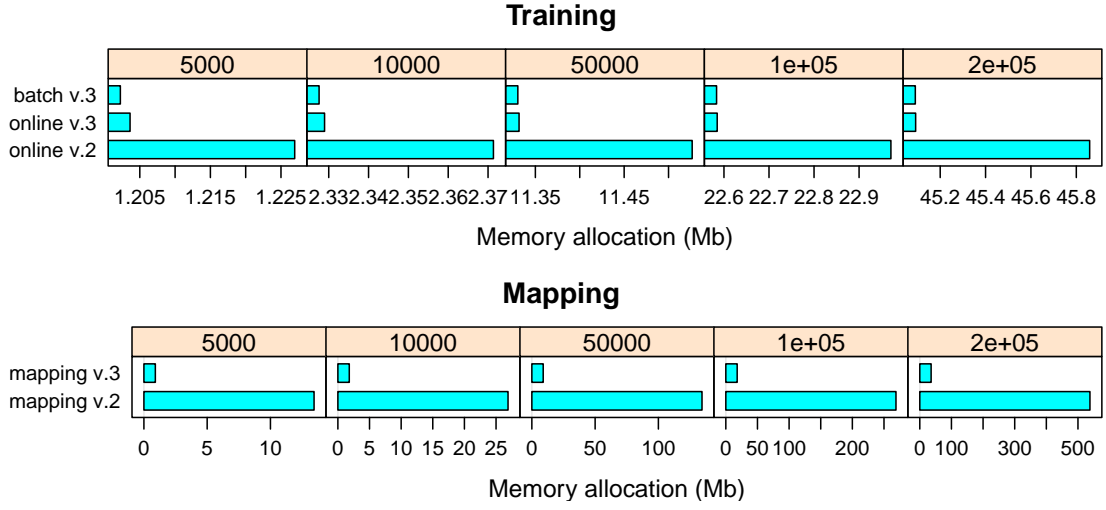 Training
5000 10000 50000 1e+05 2e+05
batch v.3
online v.3
online v.2
1.205 1.215 1.225 2.33 2.34 2.35 2.36 2.37 11.35 11.45 22.6 22.7 22.8 22.9 45.2 45.4 45.6 45.8
Memory allocation (Mb)
Mapping
5000 10000 50000 1e+05 2e+05
mapping v.3
mapping v.2
0 5 10 0 5 10 15 20 25 0 50 100 0 50 100 200 0 100 300 500
Memory allocation (Mb)